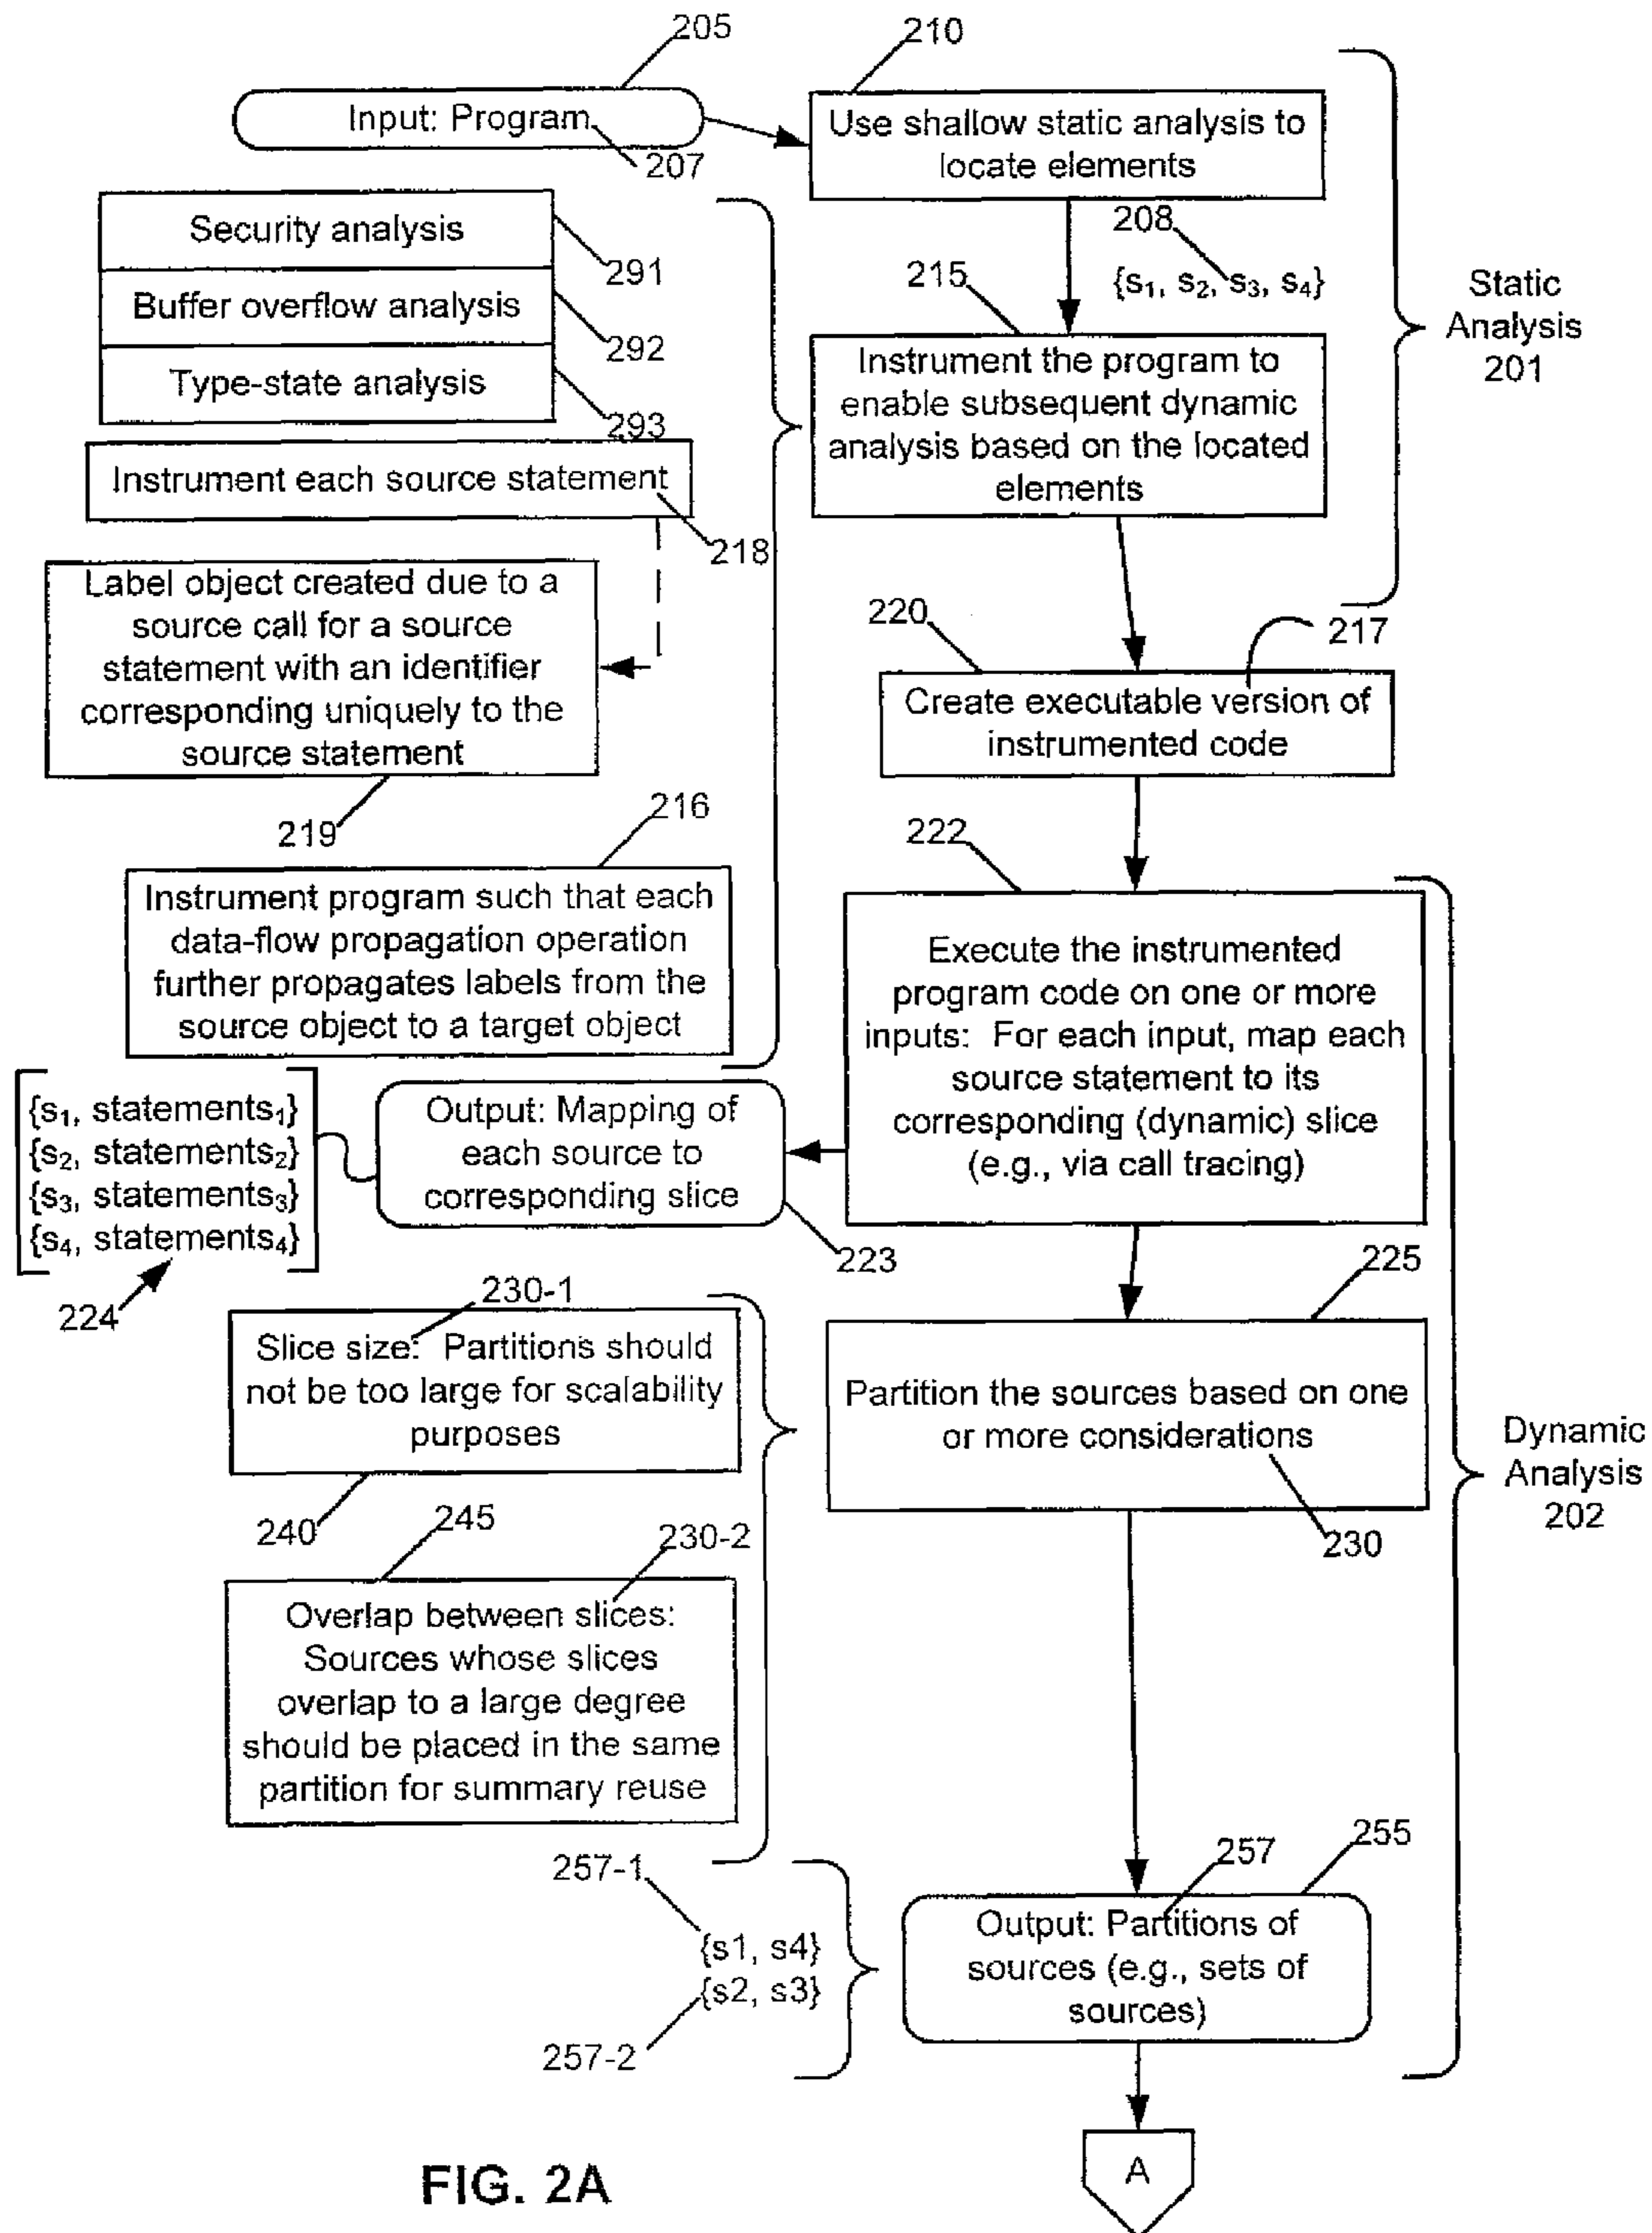 205
210
Input: Program
207
Use shallow static analysis to
locate elements
208
{s₁, s₂, s₃, s₄}
Security analysis
291
Buffer overflow analysis
292
Type-state analysis
293
215
Instrument the program to
enable subsequent dynamic
analysis based on the located
elements
Static
Analysis
201
Instrument each source statement
218
Label object created due to a
source call for a source
statement with an identifier
corresponding uniquely to the
source statement
219
220
217
Create executable version of
instrumented code
216
Instrument program such that each
data-flow propagation operation
further propagates labels from the
source object to a target object
222
Execute the instrumented
program code on one or more
inputs: For each input, map each
source statement to its
corresponding (dynamic) slice
(e.g., via call tracing)
{s₁, statements₁}
{s₂, statements₂}
{s₃, statements₃}
{s₄, statements₄}
224
Output: Mapping of
each source to
corresponding slice
223
225
230-1
Slice size: Partitions should
not be too large for scalability
purposes
240
Partition the sources based on one
or more considerations
230
Dynamic
Analysis
202
245
230-2
Overlap between slices:
Sources whose slices
overlap to a large degree
should be placed in the same
partition for summary reuse
257-1
{s1, s4}
{s2, s3}
257-2
257
255
Output: Partitions of
sources (e.g., sets of
sources)
A
FIG. 2A